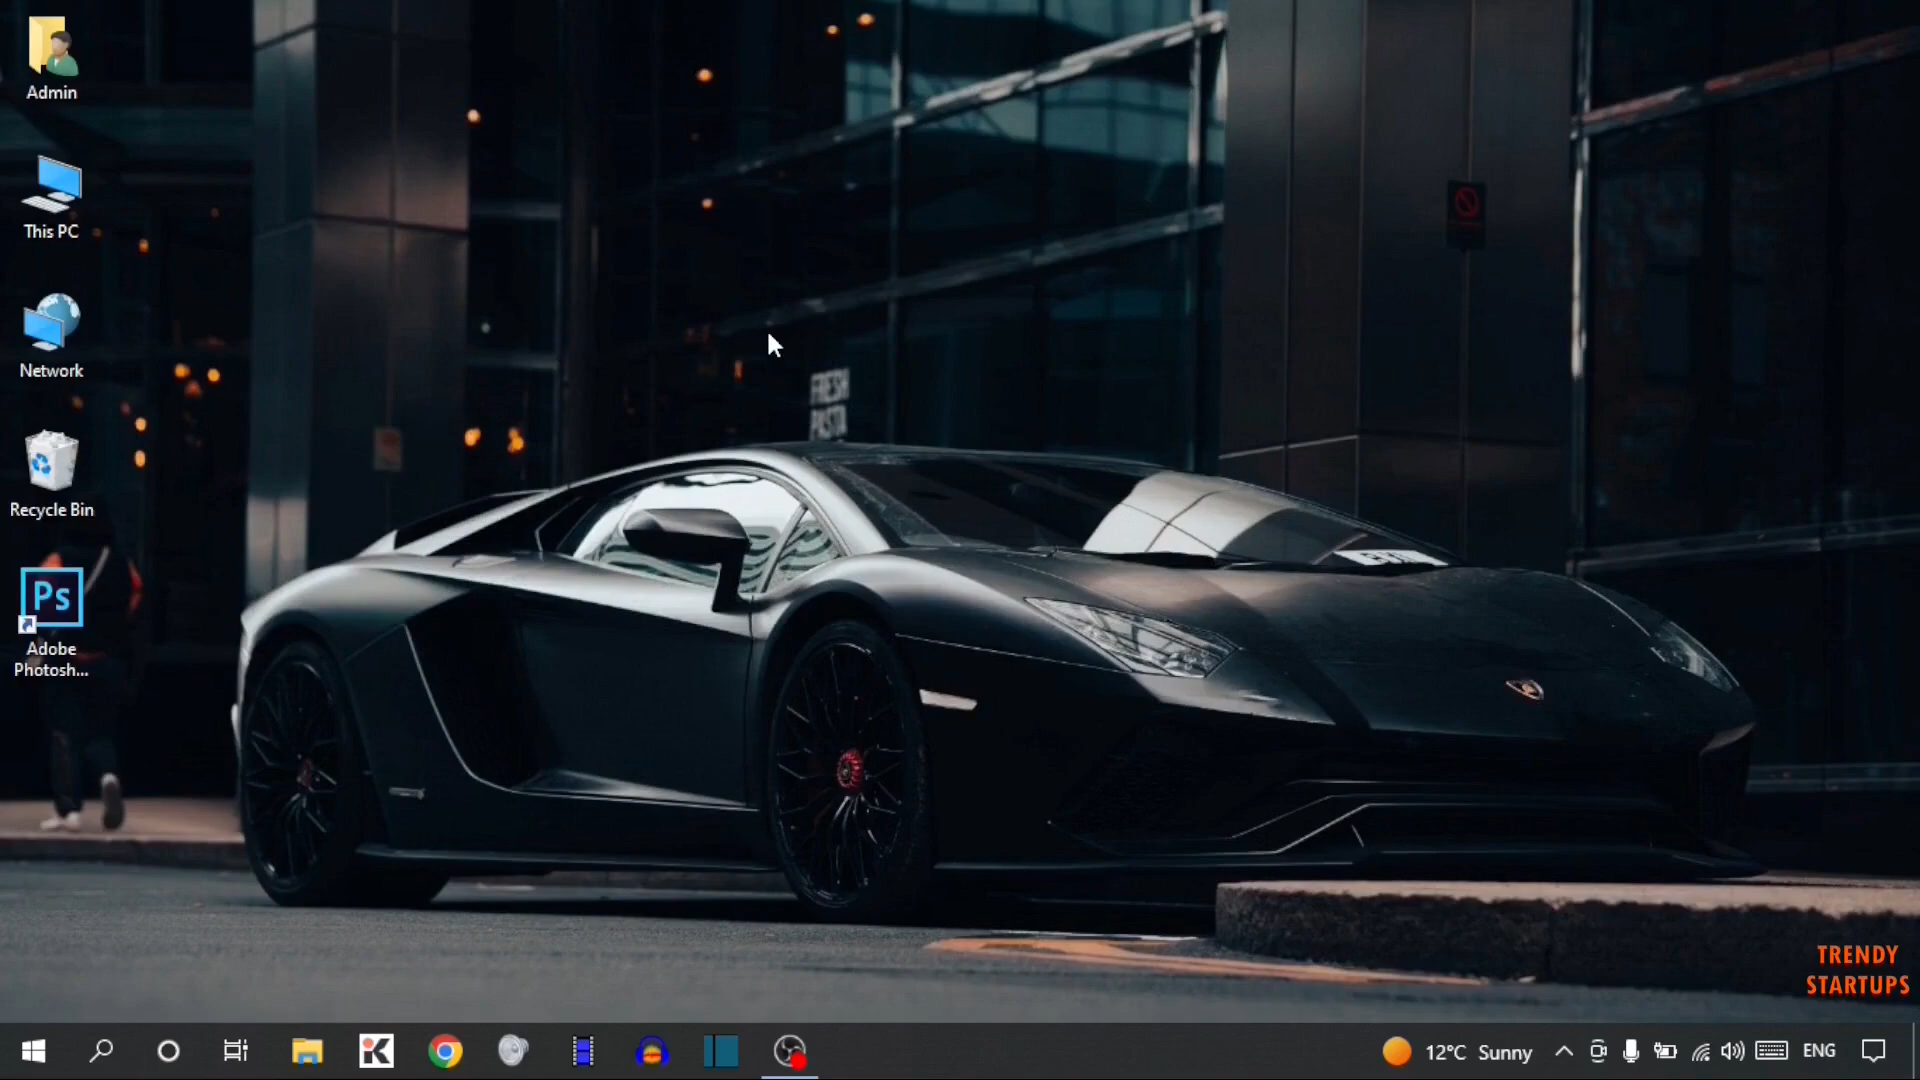 Admin
This PC
Network
Recycle Bin
Ps
Adobe
Photosh...
FRESH
PASTA
TRENDY
STARTUPS
K
12°C Sunny
ENG